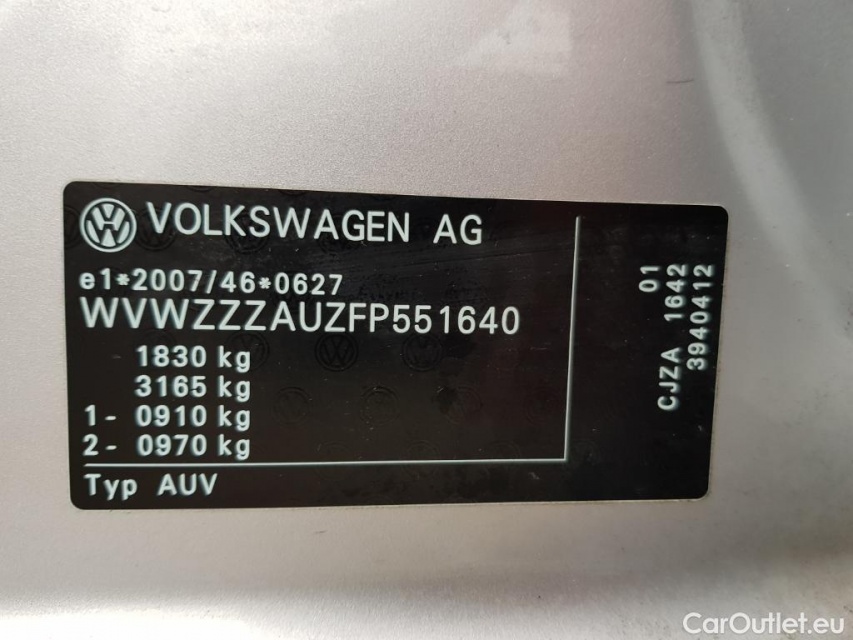 VOLKSWAGEN AG
e1*2007/46*0627
WVWZZZAUZFP551640
1830 kg
3165 kg
1- 0910 kg
2- 0970 kg
Typ AUV
01
CJZA 1642
3940412
CarOutlet.eu